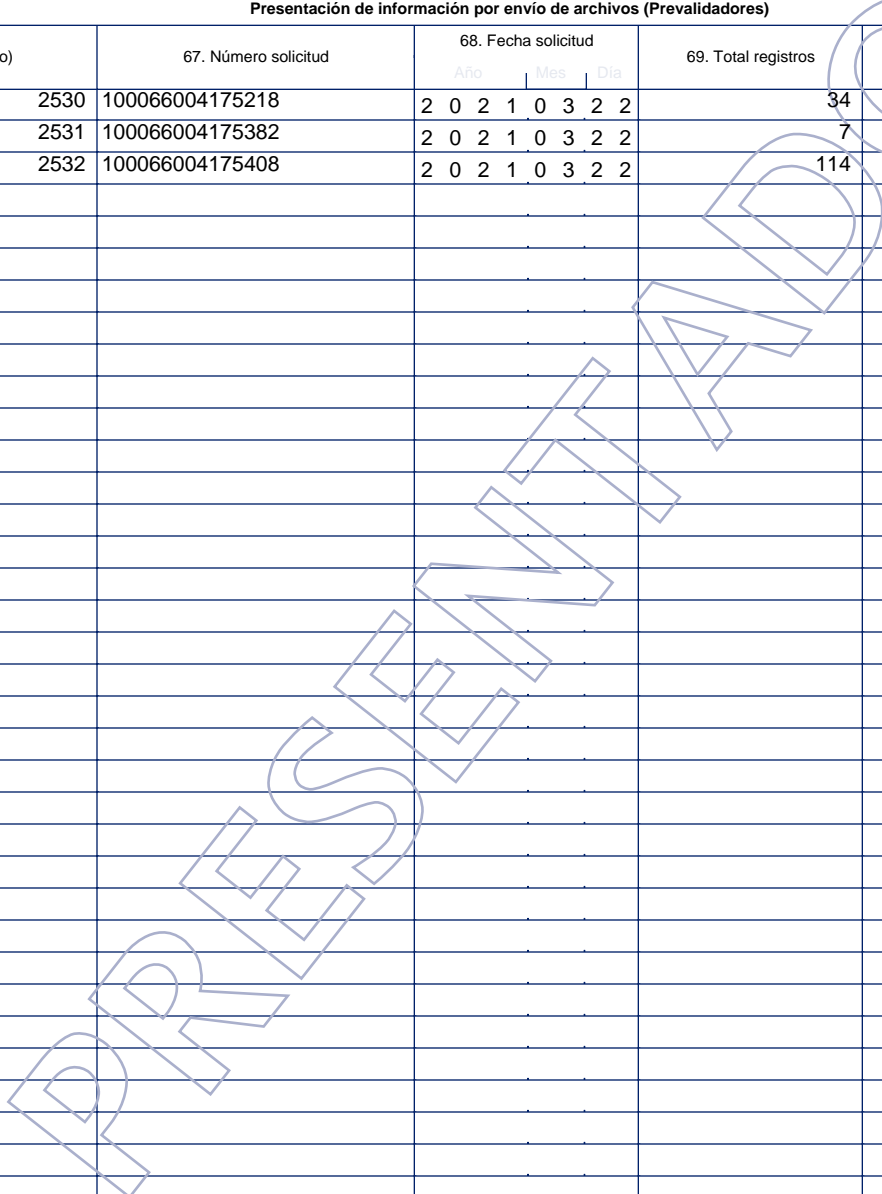 Presentación de información por envío de archivos (Prevalidadores)
o) 67. Número solicitud 68. Fecha solicitud 69. Total registros
Año Mes Día
2530 100066004175218 2 0 2 1 0 3 2 2 34
2531 100066004175382 2 0 2 1 0 3 2 2 7
2532 100066004175408 2 0 2 1 0 3 2 2 114
PRESENTADO